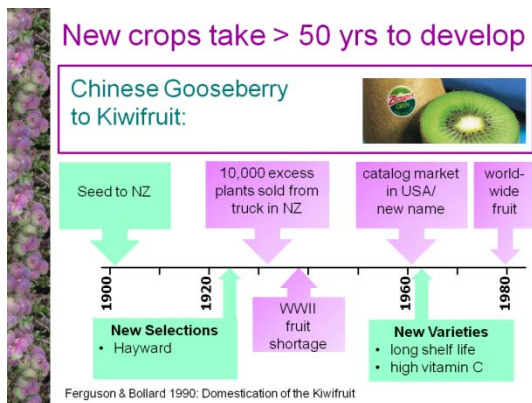 New crops take > 50 yrs to develop
Chinese Gooseberry
to Kiwifruit:
Seed to NZ
10,000 excess
plants sold from
truck in NZ
catalog market
in USA/
new name
world-
wide
fruit
1900
1920
1960
1980
New Selections
• Hayward
WWII
fruit
shortage
New Varieties
• long shelf life
• high vitamin C
Ferguson & Bollard 1990: Domestication of the Kiwifruit